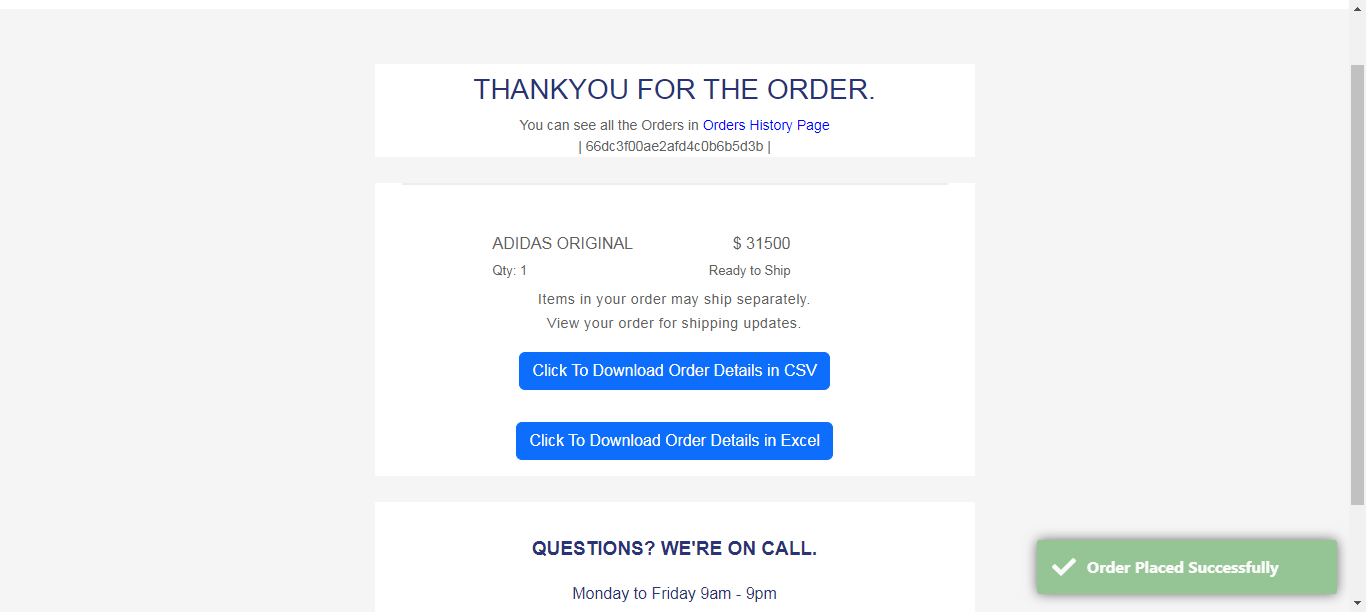 THANKYOU FOR THE ORDER.
You can see all the Orders in Orders History Page
| 66dc3f00ae2afd4c0b6b5d3b |
ADIDAS ORIGINAL $ 31500
Qty: 1 Ready to Ship
Items in your order may ship separately.
View your order for shipping updates.
Click To Download Order Details in CSV
Click To Download Order Details in Excel
QUESTIONS? WE'RE ON CALL.
Monday to Friday 9am - 9pm
Order Placed Successfully